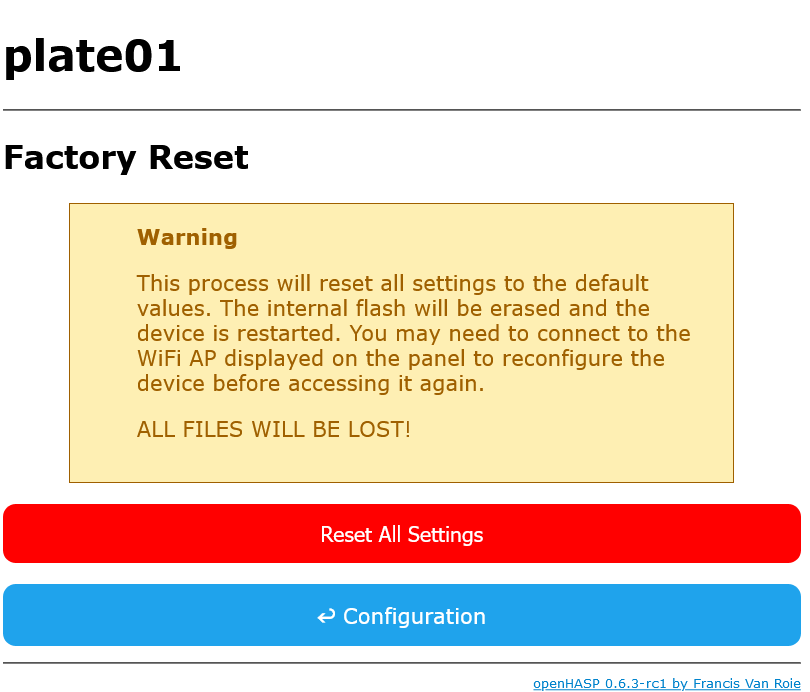 plate01
Factory Reset
Warning
This process will reset all settings to the default
values. The internal flash will be erased and the
device is restarted. You may need to connect to the
WiFi AP displayed on the panel to reconfigure the
device before accessing it again.
ALL FILES WILL BE LOST!
Reset All Settings
↩ Configuration
openHASP 0.6.3-rc1 by Francis Van Roie